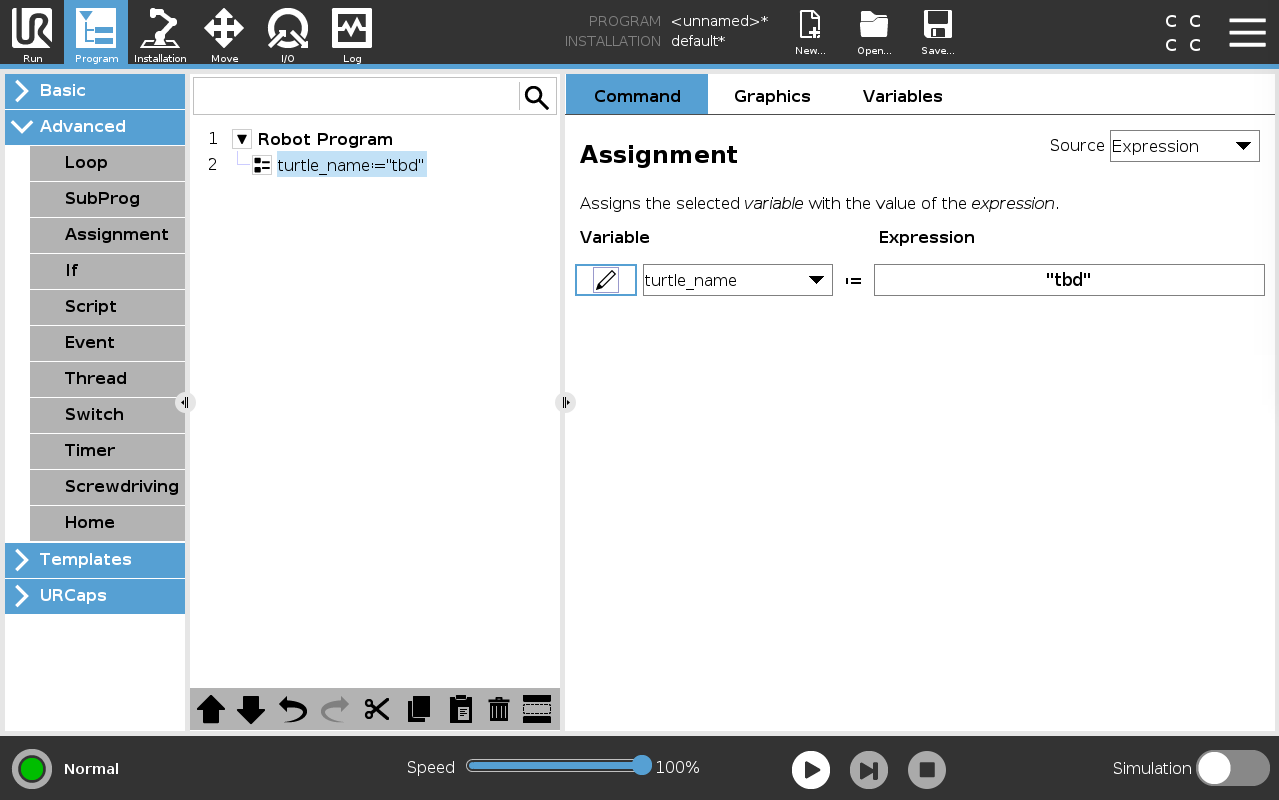 PROGRAM <unnamed>*
INSTALLATION default*
UR
Run
Program
Installation
Move
I/O
Log
New...
Open...
Save...
C C
C C
Basic
Advanced
Loop
SubProg
Assignment
If
Script
Event
Thread
Switch
Timer
Screwdriving
Home
Templates
URCaps
1 Robot Program
2 turtle_name:="tbd"
Command Graphics Variables
Assignment
Source Expression
Assigns the selected variable with the value of the expression.
Variable Expression
turtle_name := "tbd"
Normal
Speed 100%
Simulation